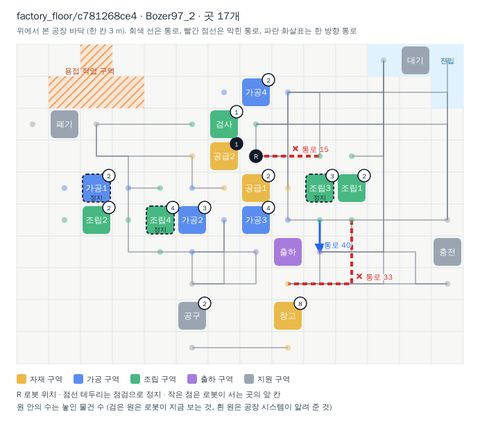 factory_floor/c781268ce4 · Bozer97_2 · 곳 17개
위에서 본 공장 바닥 (한 칸 3 m). 회색 선은 통로, 빨간 점선은 막힌 통로, 파란 화살표는 한 방향 통로
대기
전입
용접 작업 구역
가공4 2
폐기
검사 1
공급2 1
R
✕ 통로 15
가공1 2
정지
공급1 2
조립3 3
정지
조립1 2
조립2 2
조립4 4
정지
가공2 3
가공3 4
통로 40
출하
충전
✕ 통로 33
공구 2
창고 8
자재 구역
가공 구역
조립 구역
출하 구역
지원 구역
R 로봇 위치 · 점선 테두리는 점검으로 정지 · 작은 점은 로봇이 서는 곳의 앞 칸
원 안의 수는 놓인 물건 수 (검은 원은 로봇이 지금 보는 것, 흰 원은 공장 시스템이 알려 준 것)